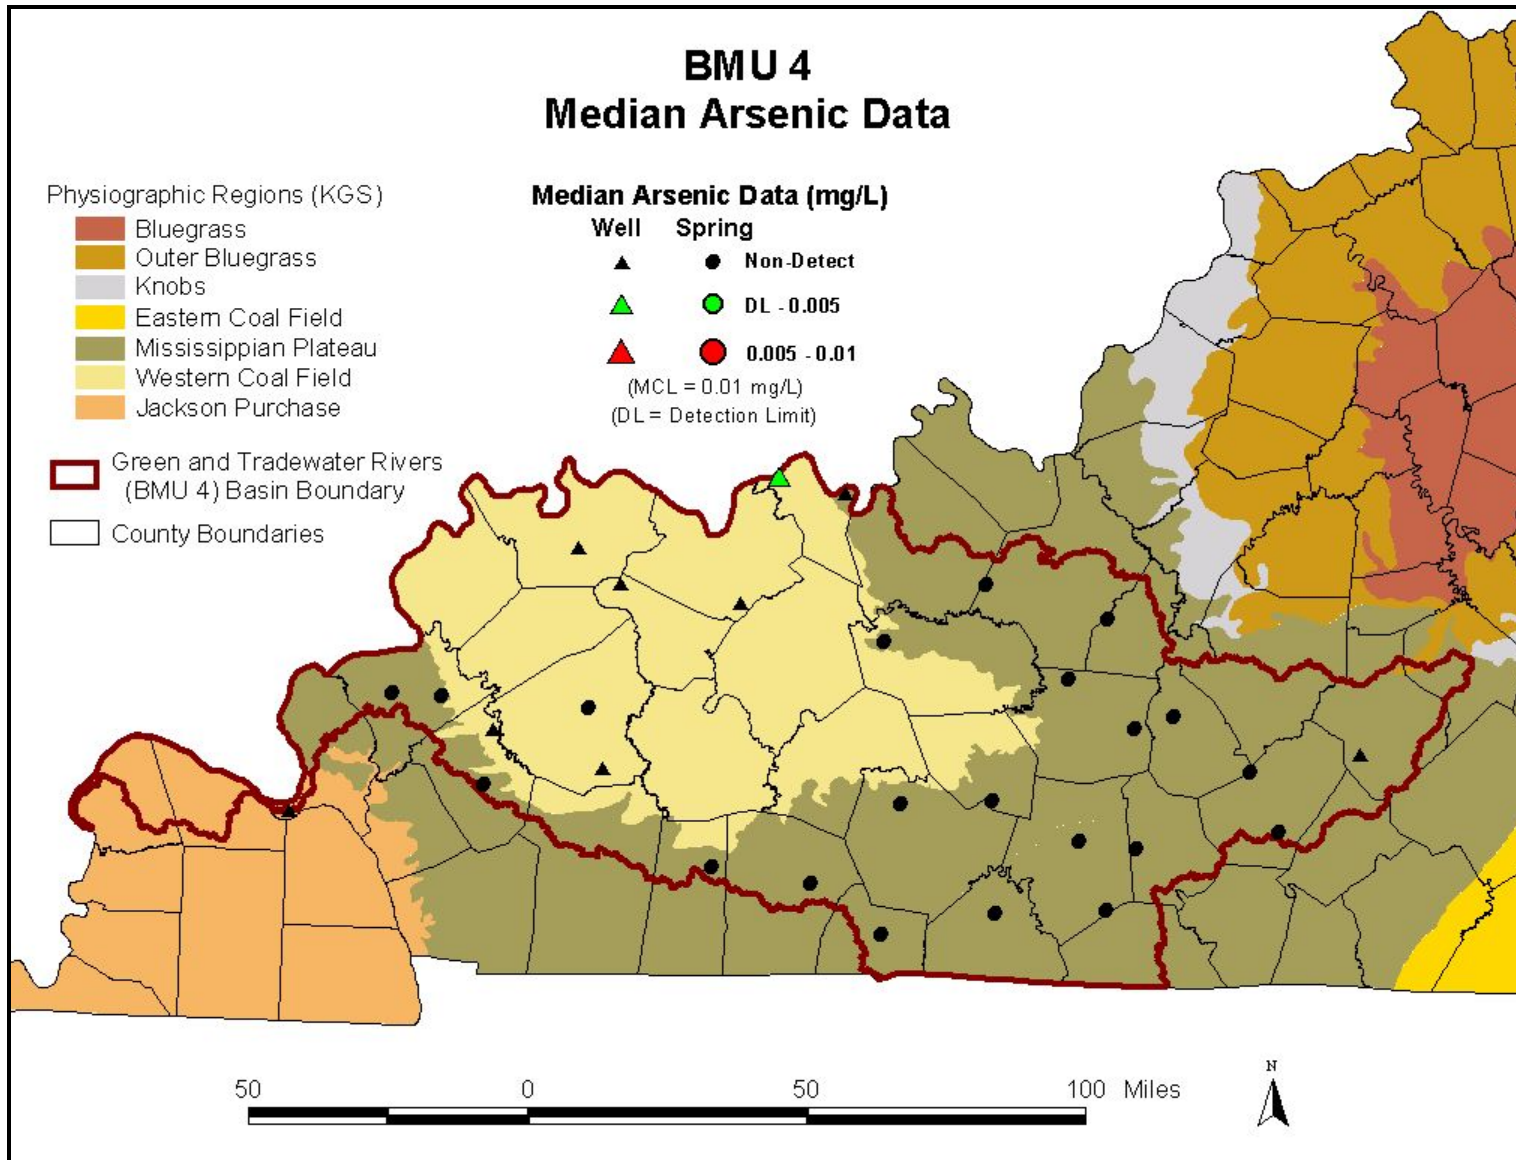 BMU 4
Median Arsenic Data
Physiographic Regions (KGS)
Bluegrass
Outer Bluegrass
Knobs
Eastern Coal Field
Mississippian Plateau
Western Coal Field
Jackson Purchase
Green and Tradewater Rivers
(BMU 4) Basin Boundary
County Boundaries
Median Arsenic Data (mg/L)
Well Spring
Non-Detect
DL - 0.005
0.005 - 0.01
(MCL = 0.01 mg/L)
(DL = Detection Limit)
50 0 50 100 Miles
N